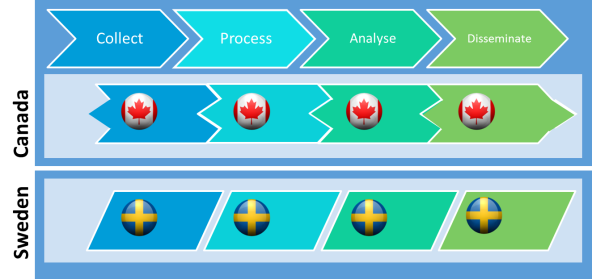 Collect
Process
Analyse
Disseminate
Canada
Sweden